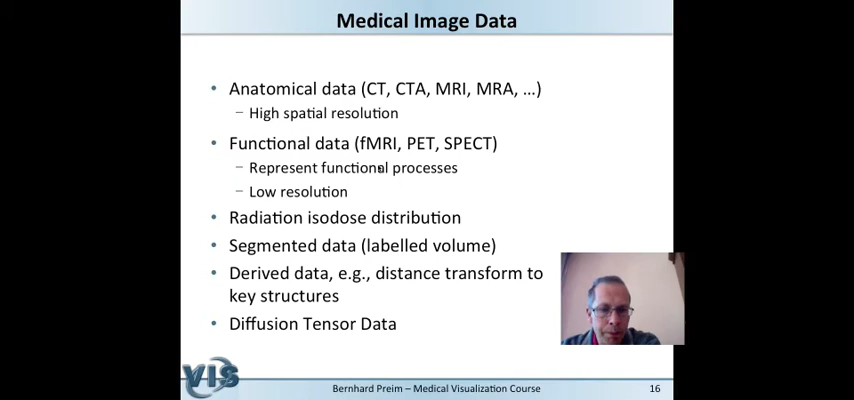 Medical Image Data
• Anatomical data (CT, CTA, MRI, MRA, …)
– High spatial resolution
• Functional data (fMRI, PET, SPECT)
– Represent functional processes
– Low resolution
• Radiation isodose distribution
• Segmented data (labelled volume)
• Derived data, e.g., distance transform to
key structures
• Diffusion Tensor Data
VIS
Bernhard Preim – Medical Visualization Course
16